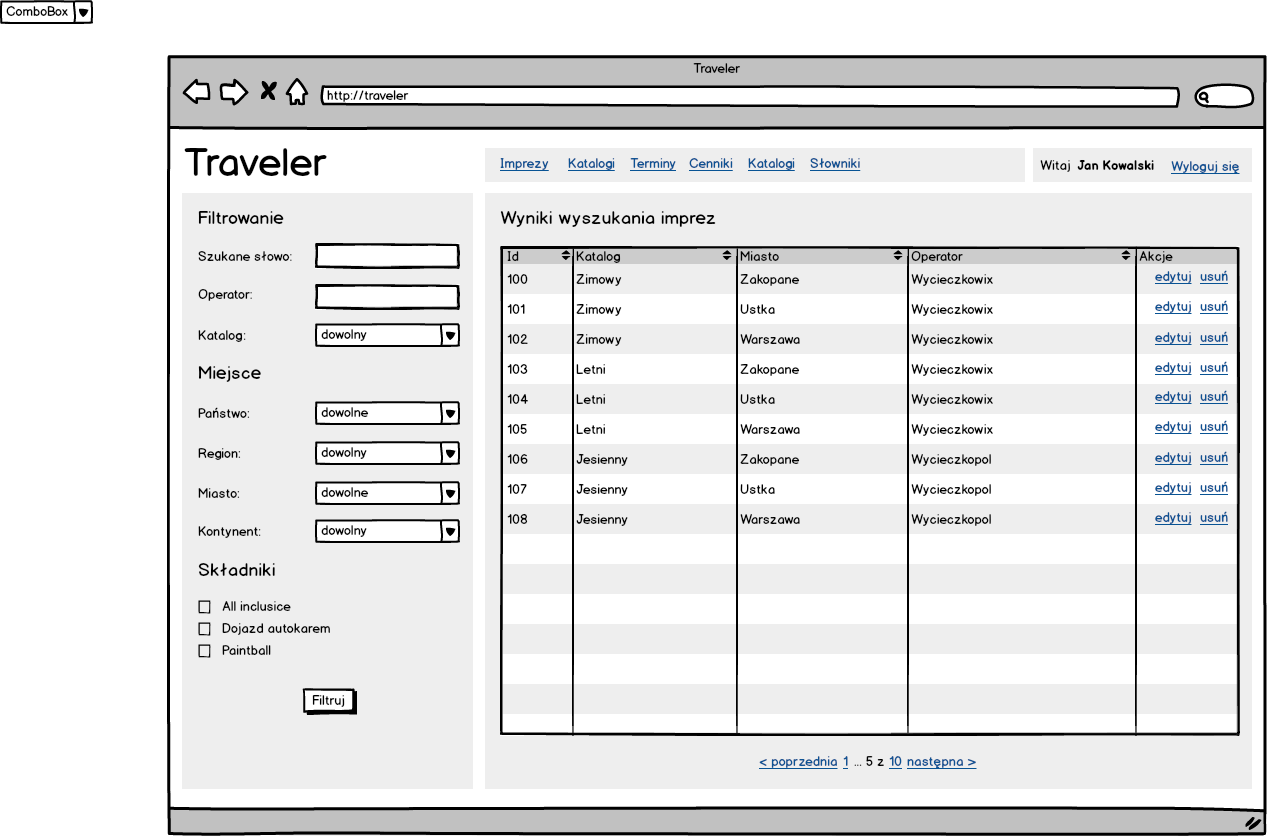 ComboBox
Traveler
http://traveler
Traveler
Imprezy Katalogi Terminy Cenniki Katalogi Słowniki
Witaj Jan Kowalski Wyloguj się
Filtrowanie
Szukane słowo:
Operator:
Katalog: dowolny
Miejsce
Państwo: dowolne
Region: dowolny
Miasto: dowolne
Kontynent: dowolny
Składniki
All inclusice
Dojazd autokarem
Paintball
Filtruj
Wyniki wyszukania imprez
Id Katalog Miasto Operator Akcje
100 Zimowy Zakopane Wycieczkowix edytuj usuń
101 Zimowy Ustka Wycieczkowix edytuj usuń
102 Zimowy Warszawa Wycieczkowix edytuj usuń
103 Letni Zakopane Wycieczkowix edytuj usuń
104 Letni Ustka Wycieczkowix edytuj usuń
105 Letni Warszawa Wycieczkowix edytuj usuń
106 Jesienny Zakopane Wycieczkopol edytuj usuń
107 Jesienny Ustka Wycieczkopol edytuj usuń
108 Jesienny Warszawa Wycieczkopol edytuj usuń
< poprzednia 1 ... 5 z 10 następna >